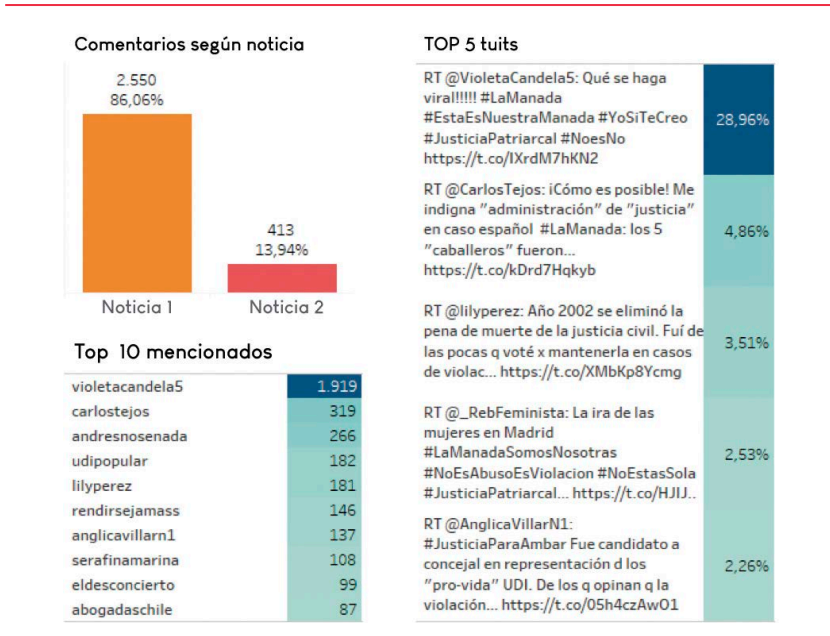 Comentarios según noticia
2.550
86,06%
413
13,94%
Noticia 1
Noticia 2
Top 10 mencionados
violetacandela5 1.919
carlostejos 319
andresnosenada 266
udipopular 182
lilyperez 181
rendirsejamass 146
anglicavillarn1 137
serafinamarina 108
eldesconcierto 99
abogadaschile 87
TOP 5 tuits
RT @VioletaCandela5: Qué se haga
viral!!!!! #LaManada
#EstaEsNuestraManada #YoSiTeCreo
#JusticiaPatriarcal #NoesNo
https://t.co/IXrdM7hKN2
28,96%
RT @CarlosTejos: ¡Cómo es posible! Me
indigna "administración" de "justicia"
en caso español #LaManada: los 5
"caballeros" fueron...
https://t.co/kDrd7Hqkyb
4,86%
RT @lilyperez: Año 2002 se eliminó la
pena de muerte de la justicia civil. Fuí de
las pocas q voté x mantenerla en casos
de violac... https://t.co/XMbKp8Ycmg
3,51%
RT @_RebFeminista: La ira de las
mujeres en Madrid
#LaManadaSomosNosotras
#NoEsAbusoEsViolacion #NoEstasSola
#JusticiaPatriarcal... https://t.co/HJIJ..
2,53%
RT @AnglicaVillarN1:
#JusticiaParaAmbar Fue candidato a
concejal en representación d los
"pro-vida" UDI. De los q opinan q la
violación... https://t.co/05h4czAwO1
2,26%